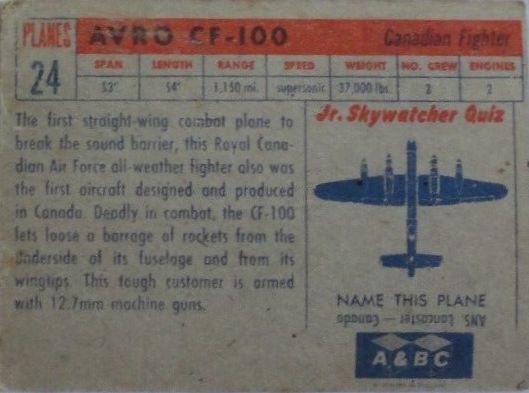 PLANES
24
AVRO CF-100
Canadian Fighter
SPAN LENGTH RANGE SPEED WEIGHT NO. CREW ENGINES
53' 54' 1,150 mi. supersonic 37,000 lbs. 2 2
The first straight-wing combat plane to
break the sound barrier, this Royal Cana-
dian Air Force all-weather fighter also was
the first aircraft designed and produced
in Canada. Deadly in combat, the CF-100
lets loose a barrage of rockets from the
underside of its fuselage and from its
wingtips. This tough customer is armed
with 12.7mm machine guns.
Jr. Skywatcher Quiz
NAME THIS PLANE
ANS. Lancaster — Canada
A&BC